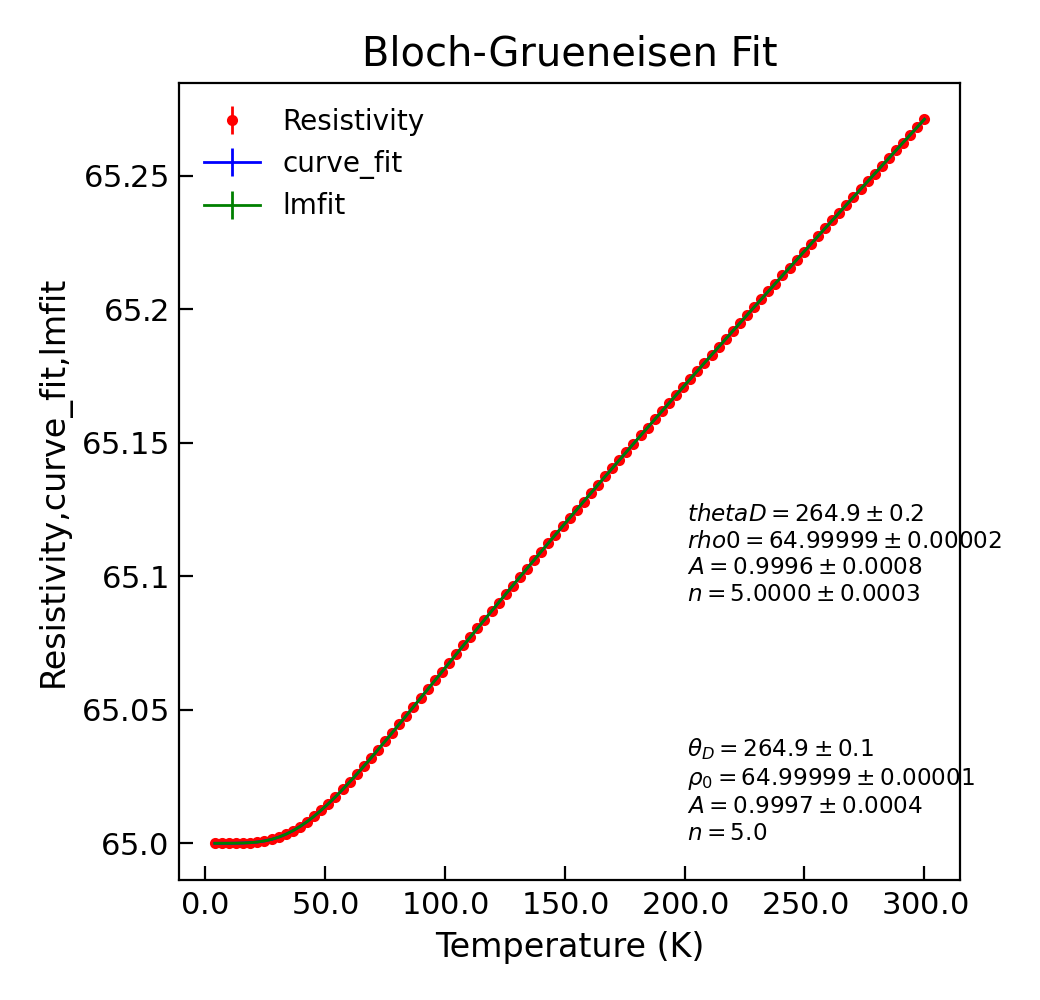 Bloch-Grueneisen Fit
Resistivity
curve_fit
lmfit
65.25
65.2
65.15
65.1
65.05
65.0
Resistivity,curve_fit,lmfit
thetaD = 264.9 ± 0.2
rho0 = 64.99999 ± 0.00002
A = 0.9996 ± 0.0008
n = 5.0000 ± 0.0003
θ_D = 264.9 ± 0.1
ρ_0 = 64.99999 ± 0.00001
A = 0.9997 ± 0.0004
n = 5.0
0.0 50.0 100.0 150.0 200.0 250.0 300.0
Temperature (K)